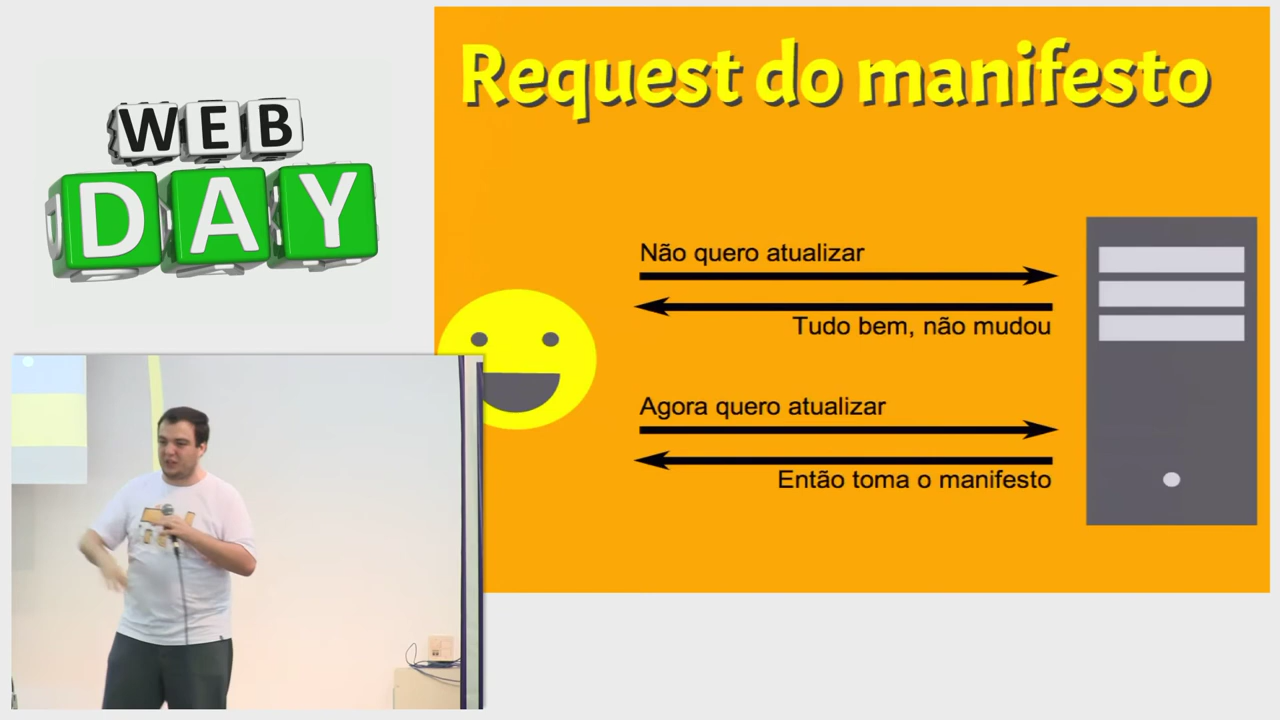 WEB
DAY
Request do manifesto
Não quero atualizar
Tudo bem, não mudou
Agora quero atualizar
Então toma o manifesto